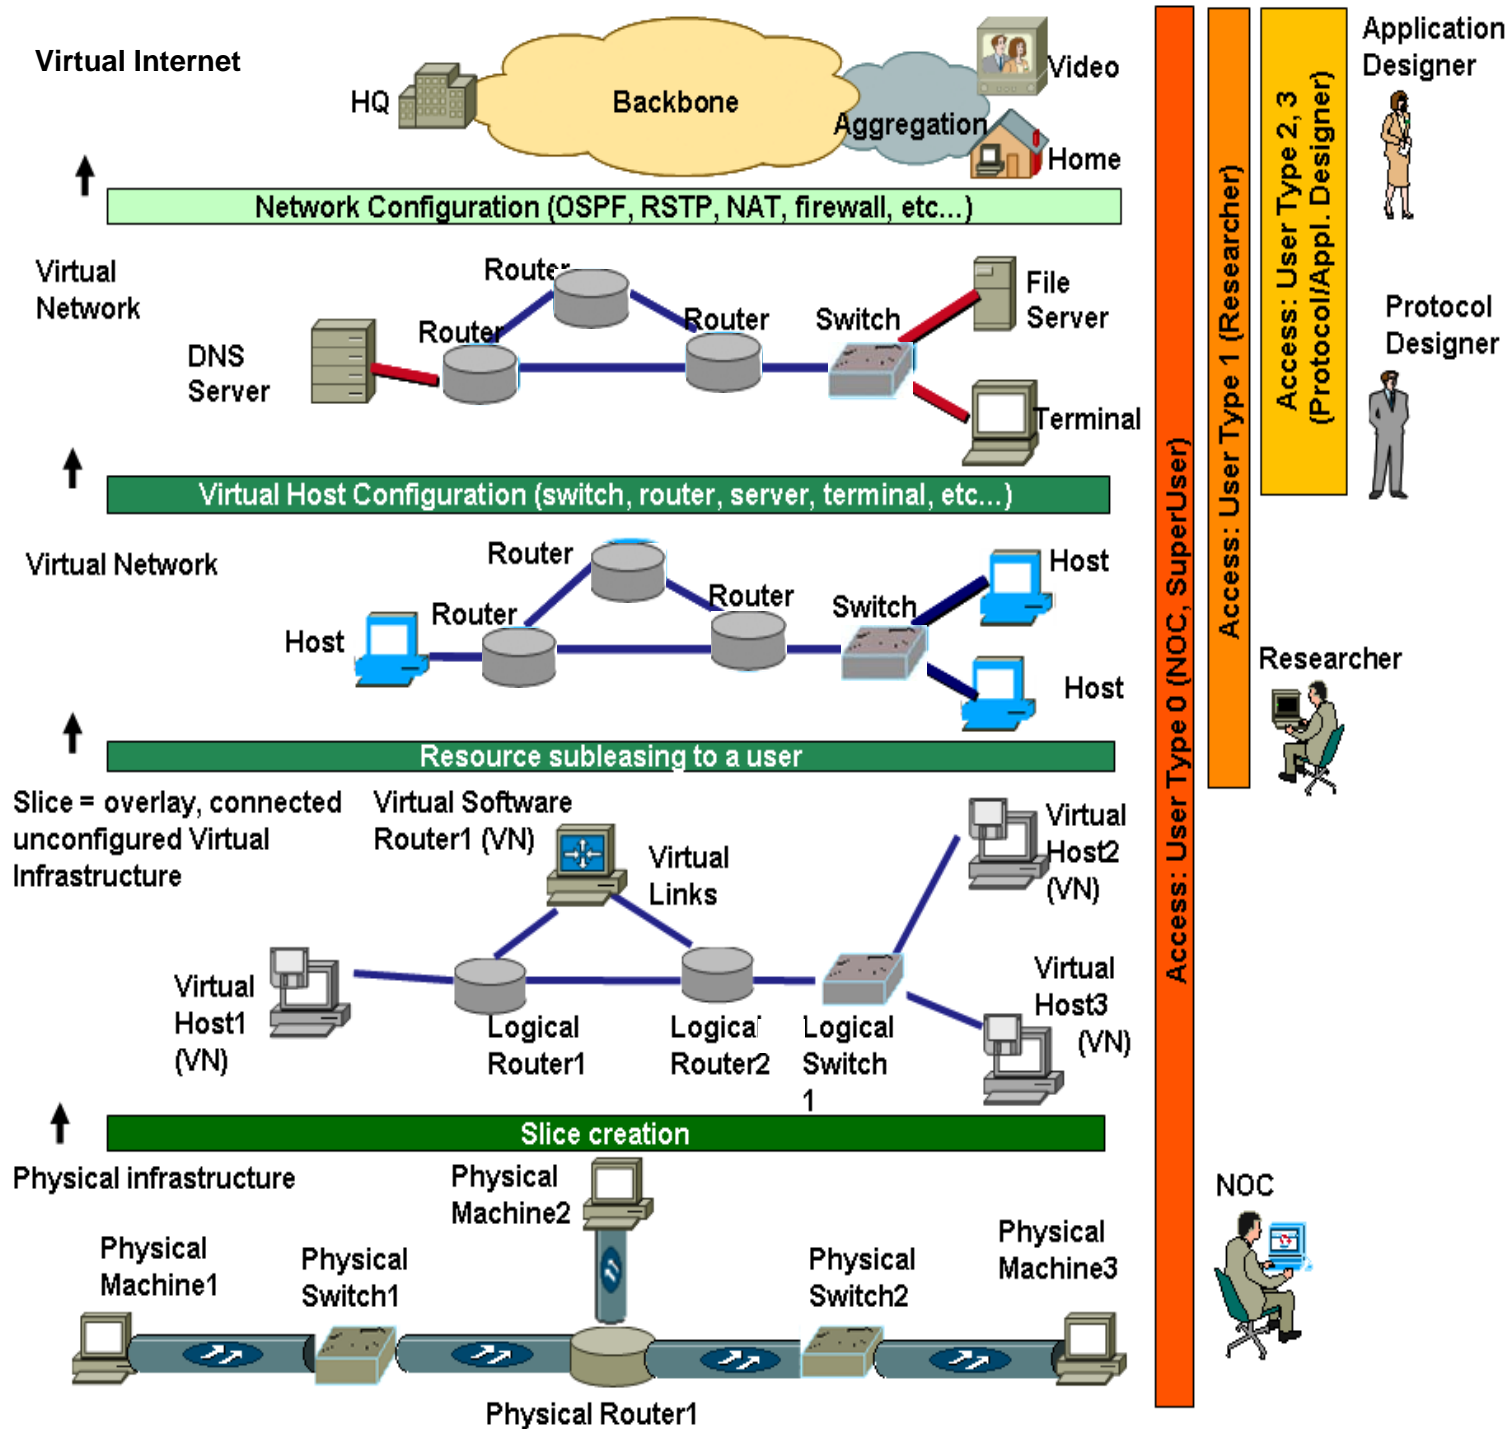 Virtual Internet
HQ
Backbone
Aggregation
Video
Home
Network Configuration (OSPF, RSTP, NAT, firewall, etc...)
Virtual
Network
DNS
Server
Router
Router
Router
Switch
File
Server
Terminal
Virtual Host Configuration (switch, router, server, terminal, etc...)
Virtual Network
Host
Router
Router
Router
Switch
Host
Host
Resource subleasing to a user
Slice = overlay, connected
unconfigured Virtual
Infrastructure
Virtual Software
Router1 (VN)
Virtual
Links
Virtual
Host2
(VN)
Virtual
Host1
(VN)
Logical
Router1
Logical
Router2
Logical
Switch
1
Virtual
Host3
(VN)
Slice creation
Physical infrastructure
Physical
Machine2
Physical
Machine1
Physical
Switch1
Physical
Switch2
Physical
Machine3
Physical Router1
Access: User Type 0 (NOC, SuperUser)
Access: User Type 1 (Researcher)
Access: User Type 2, 3
(Protocol/Appl. Designer)
Application
Designer
Protocol
Designer
Researcher
NOC